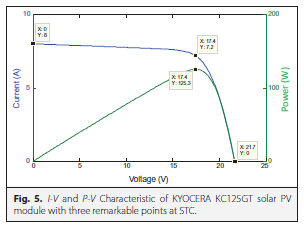 10
200
X: 0
Y: 8
X: 17.4
Y: 7.2
X: 17.4
Y: 125.3
Current (A)
5
100
Power (W)
X: 21.7
Y: 0
0
0
5
10
15
20
25
0
Voltage (V)
Fig. 5. I-V and P-V Characteristic of KYOCERA KC125GT solar PV
module with three remarkable points at STC.